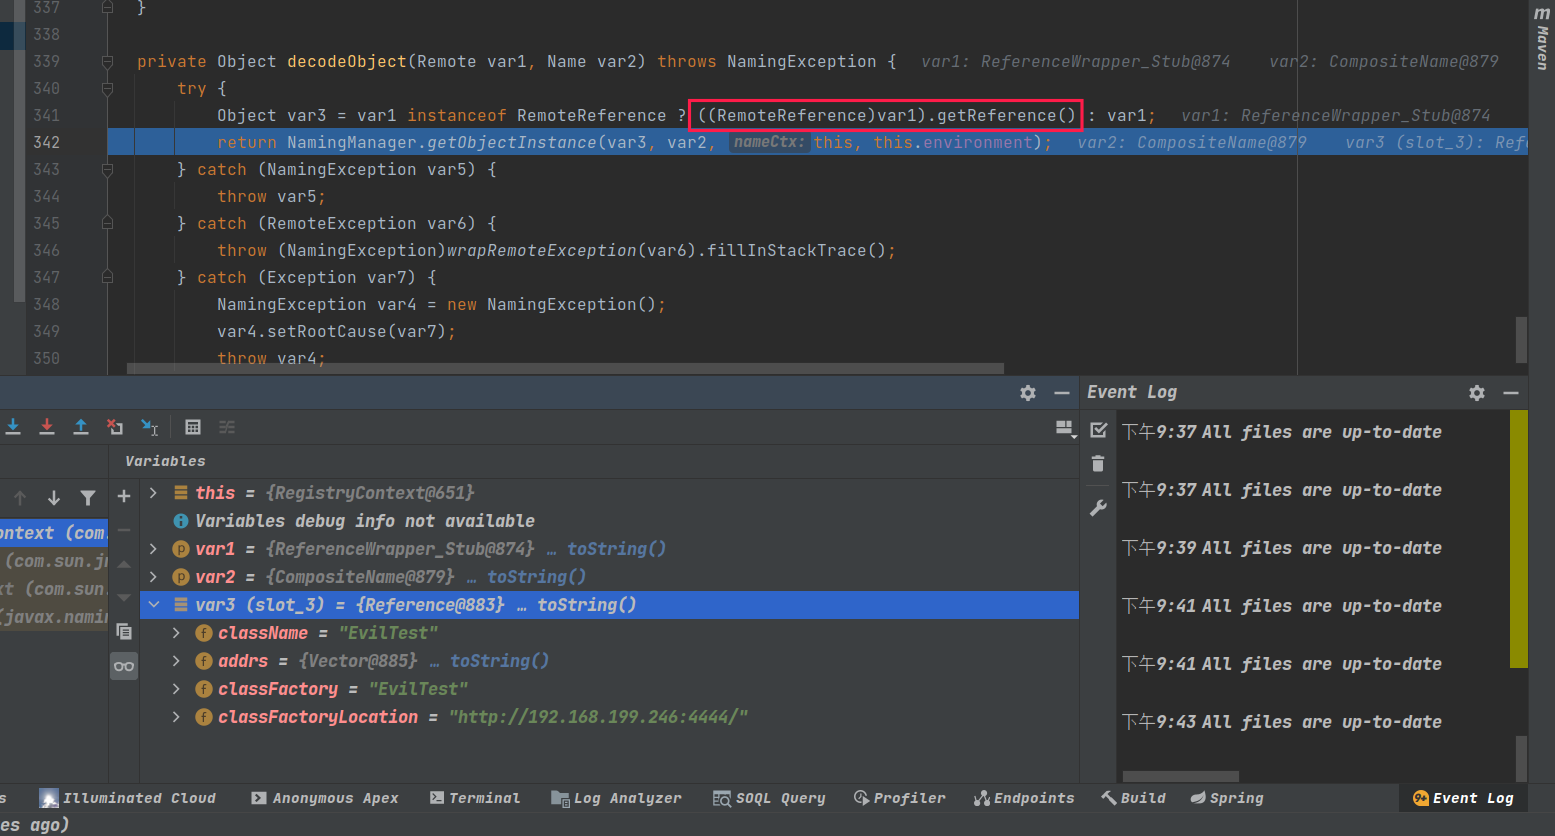 337 }
338
339 private Object decodeObject(Remote var1, Name var2) throws NamingException { var1: ReferenceWrapper_Stub@874 var2: CompositeName@879
340 try {
341 Object var3 = var1 instanceof RemoteReference ? ((RemoteReference)var1).getReference() : var1; var1: ReferenceWrapper_Stub@874
342 return NamingManager.getObjectInstance(var3, var2, nameCtx: this, this.environment); var2: CompositeName@879 var3 (slot_3): Refe
343 } catch (NamingException var5) {
344 throw var5;
345 } catch (RemoteException var6) {
346 throw (NamingException)wrapRemoteException(var6).fillInStackTrace();
347 } catch (Exception var7) {
348 NamingException var4 = new NamingException();
349 var4.setRootCause(var7);
350 throw var4;
m Maven
Event Log
Variables
ontext (com.
(com.sun.jn
xt (com.sun.
(javax.namin
this = {RegistryContext@651}
Variables debug info not available
var1 = {ReferenceWrapper_Stub@874} … toString()
var2 = {CompositeName@879} … toString()
var3 (slot_3) = {Reference@883} … toString()
className = "EvilTest"
addrs = {Vector@885} … toString()
classFactory = "EvilTest"
classFactoryLocation = "http://192.168.199.246:4444/"
下午9:37 All files are up-to-date
下午9:37 All files are up-to-date
下午9:39 All files are up-to-date
下午9:41 All files are up-to-date
下午9:41 All files are up-to-date
下午9:43 All files are up-to-date
s Illuminated Cloud Anonymous Apex Terminal Log Analyzer SOQL Query Profiler Endpoints Build Spring 9+ Event Log
es ago)